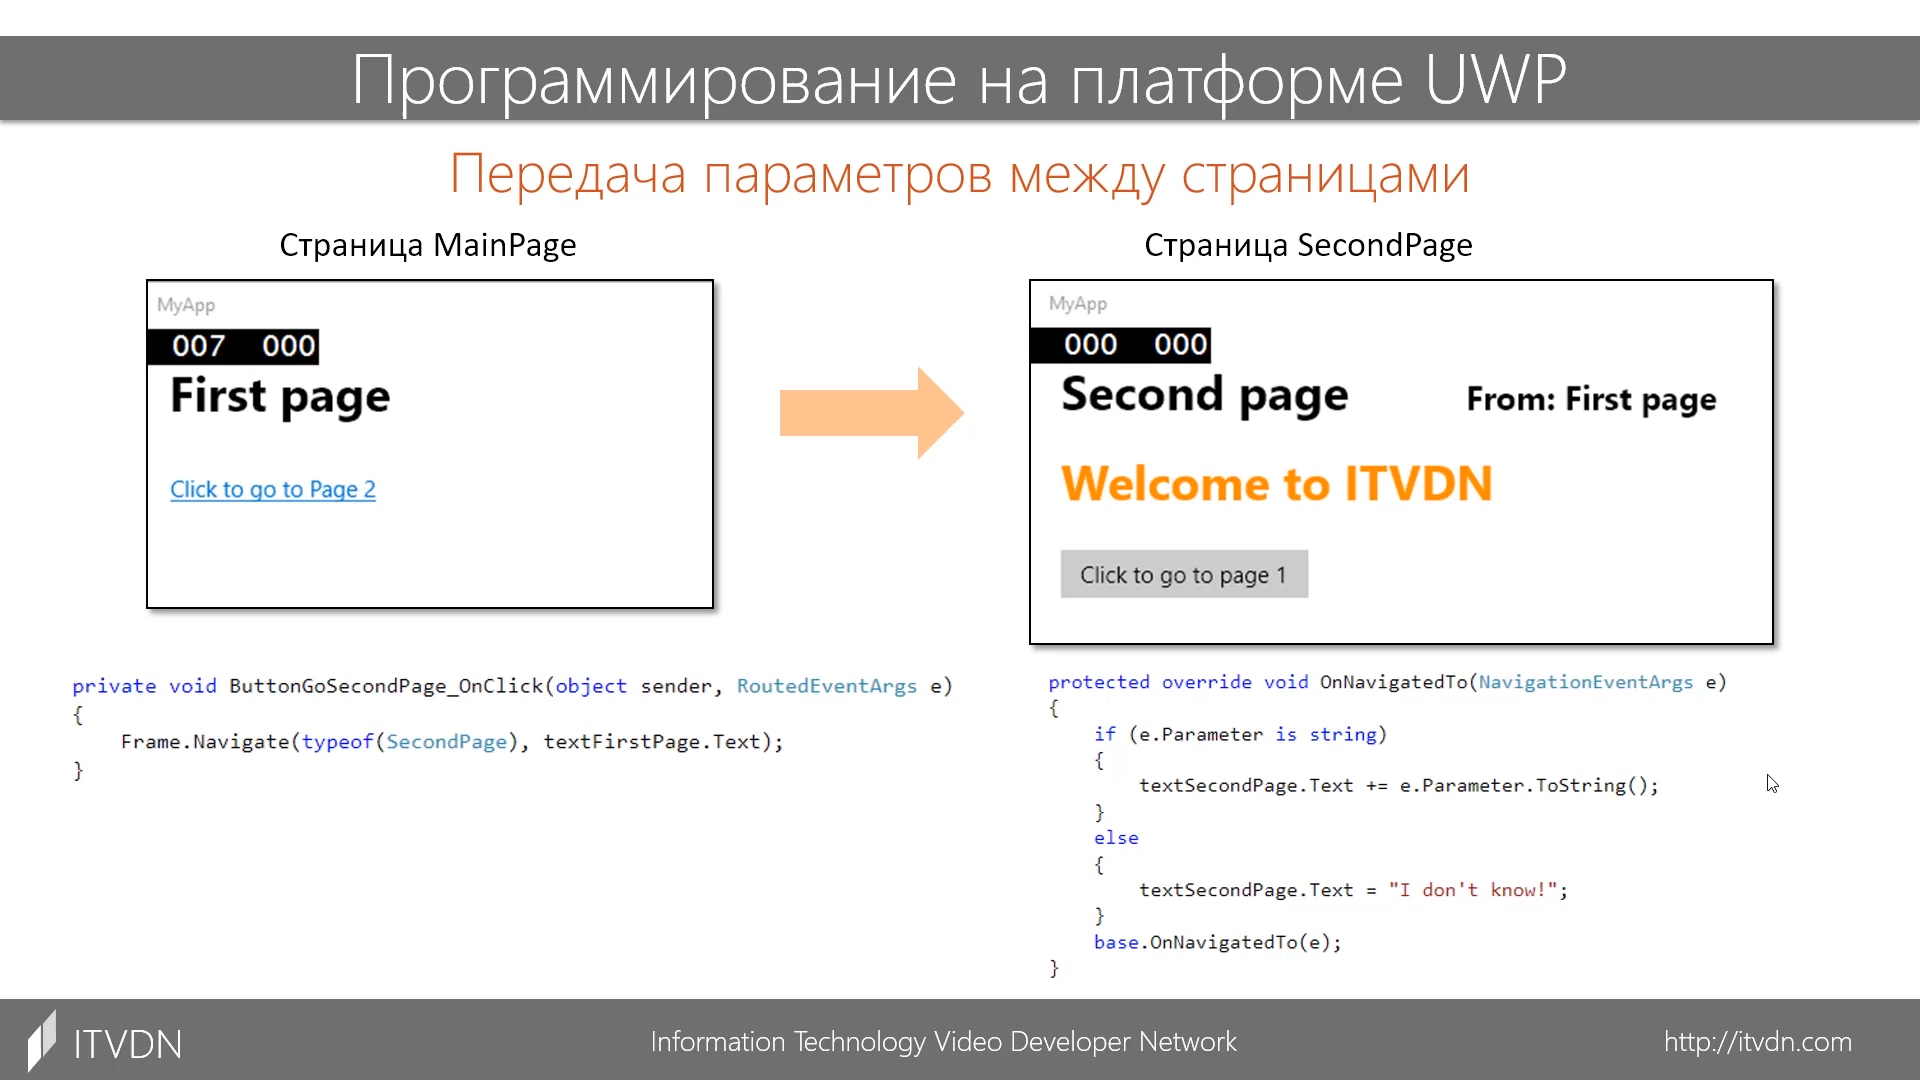 Программирование на платформе UWP
Передача параметров между страницами
Страница MainPage
MyApp
007 000
First page
Click to go to Page 2
private void ButtonGoSecondPage_OnClick(object sender, RoutedEventArgs e)
{
    Frame.Navigate(typeof(SecondPage), textFirstPage.Text);
}
Страница SecondPage
MyApp
000 000
Second page From: First page
Welcome to ITVDN
Click to go to page 1
protected override void OnNavigatedTo(NavigationEventArgs e)
{
    if (e.Parameter is string)
    {
        textSecondPage.Text += e.Parameter.ToString();
    }
    else
    {
        textSecondPage.Text = "I don't know!";
    }
    base.OnNavigatedTo(e);
}
ITVDN
Information Technology Video Developer Network
http://itvdn.com